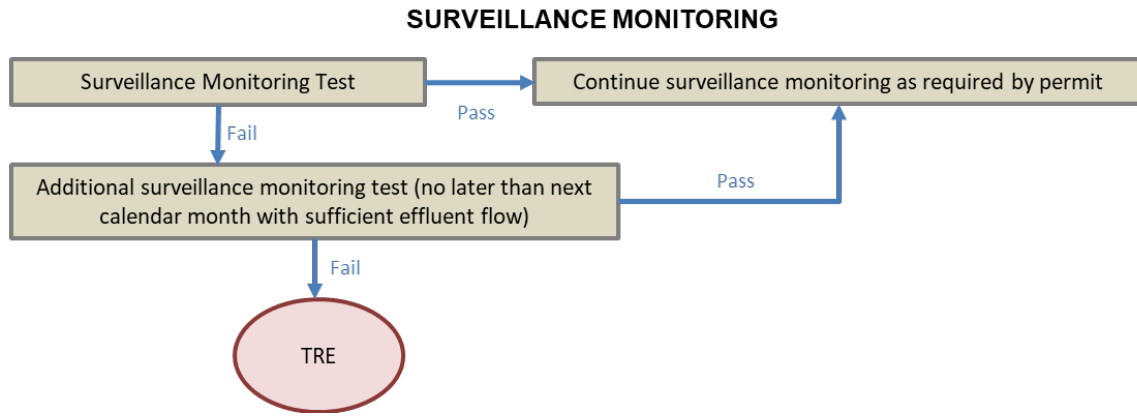 SURVEILLANCE MONITORING
Surveillance Monitoring Test
Continue surveillance monitoring as required by permit
Pass
Fail
Additional surveillance monitoring test (no later than next
calendar month with sufficient effluent flow)
Pass
Fail
TRE